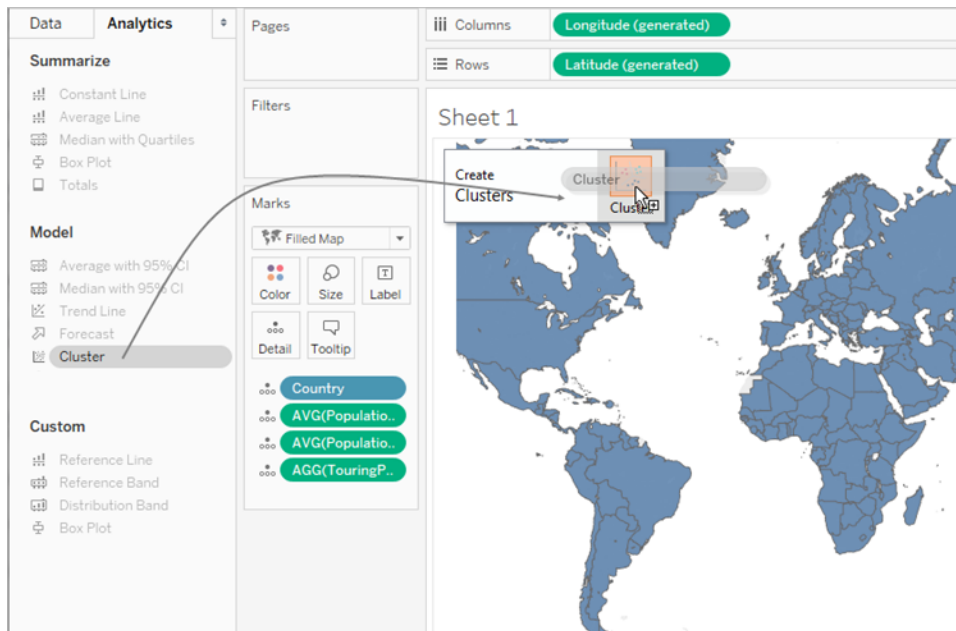 Data
Analytics
Summarize
Constant Line
Average Line
Median with Quartiles
Box Plot
Totals
Model
Average with 95% CI
Median with 95% CI
Trend Line
Forecast
Cluster
Custom
Reference Line
Reference Band
Distribution Band
Box Plot
Pages
Filters
Marks
Filled Map
Color
Size
Label
Detail
Tooltip
Country
AVG(Populatio..
AVG(Populatio..
AGG(TouringP..
Columns
Longitude (generated)
Rows
Latitude (generated)
Sheet 1
Create
Clusters
Cluster